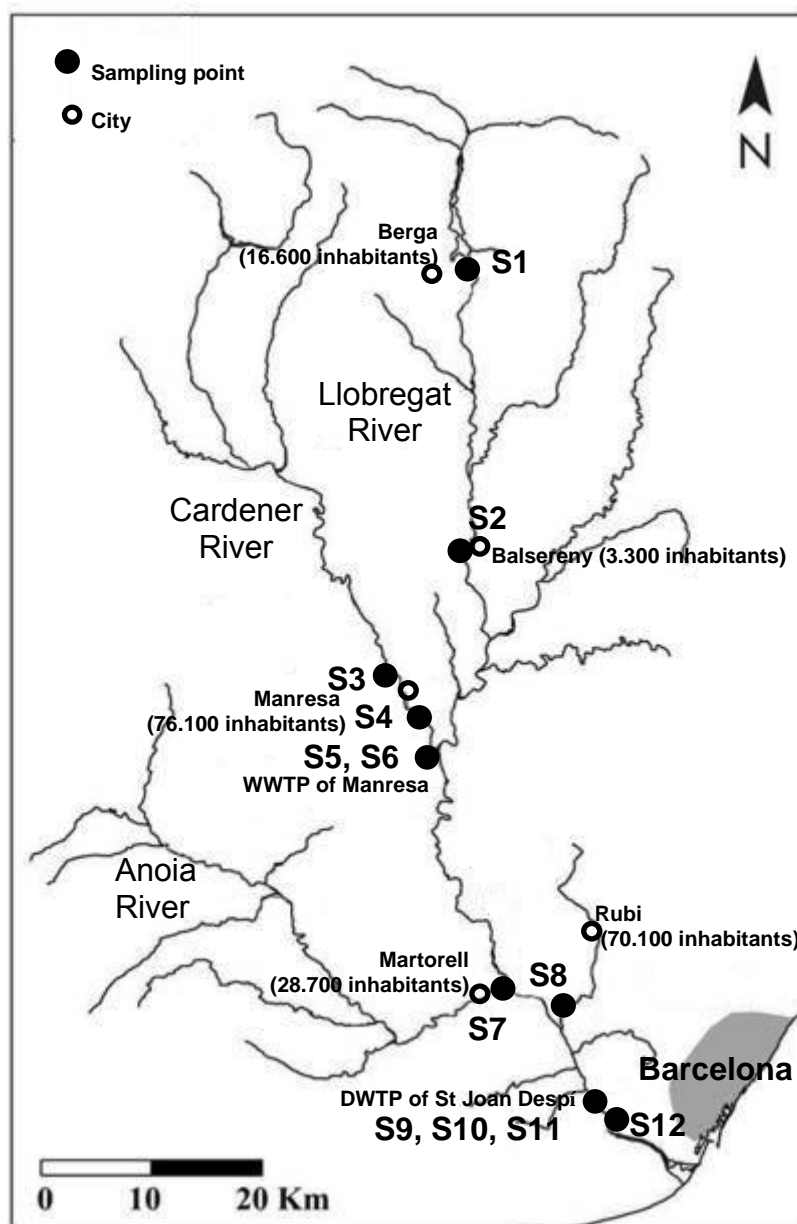 Sampling point
City
N
Berga
(16.600 inhabitants)
S1
Llobregat
River
Cardener
River
S2
Balsereny (3.300 inhabitants)
S3
Manresa
(76.100 inhabitants)
S4
S5, S6
WWTP of Manresa
Anoia
River
Rubi
(70.100 inhabitants)
Martorell
(28.700 inhabitants)
S8
S7
Barcelona
DWTP of St Joan Despí
S9, S10, S11
S12
0 10 20 Km